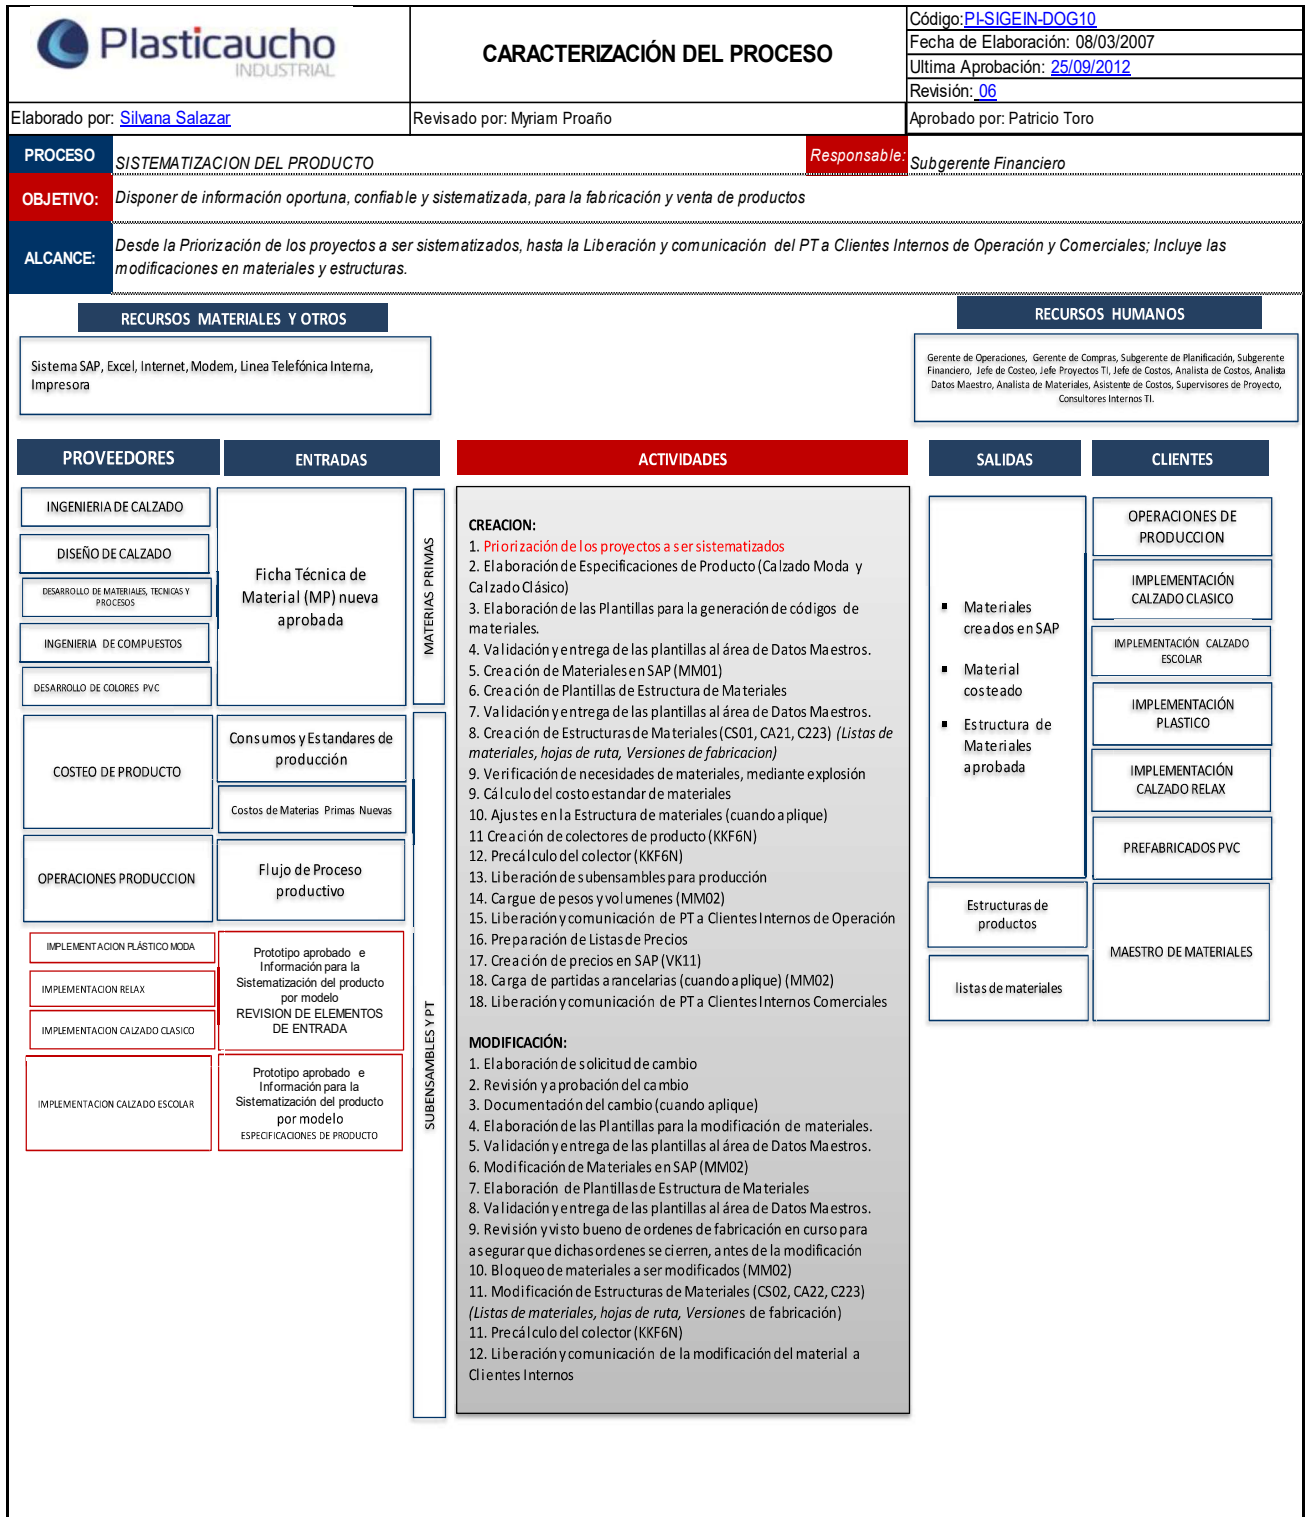 Plasticaucho
INDUSTRIAL
CARACTERIZACIÓN DEL PROCESO
Código:PI-SIGEIN-DOG10
Fecha de Elaboración: 08/03/2007
Ultima Aprobación: 25/09/2012
Revisión: 06
Elaborado por: Silvana Salazar
Revisado por: Myriam Proaño
Aprobado por: Patricio Toro
PROCESO
SISTEMATIZACION DEL PRODUCTO
Responsable:
Subgerente Financiero
OBJETIVO:
Disponer de información oportuna, confiable y sistematizada, para la fabricación y venta de productos
ALCANCE:
Desde la Priorización de los proyectos a ser sistematizados, hasta la Liberación y comunicación del PT a Clientes Internos de Operación y Comerciales; Incluye las
modificaciones en materiales y estructuras.
RECURSOS MATERIALES Y OTROS
Sistema SAP, Excel, Internet, Modem, Linea Telefónica Interna,
Impresora
RECURSOS HUMANOS
Gerente de Operaciones, Gerente de Compras, Subgerente de Planificación, Subgerente
Financiero, Jefe de Costeo, Jefe Proyectos TI, Jefe de Costos, Analista de Costos, Analista
Datos Maestro, Analista de Materiales, Asistente de Costos, Supervisores de Proyecto,
Consultores Internos TI.
PROVEEDORES
ENTRADAS
ACTIVIDADES
SALIDAS
CLIENTES
INGENIERIA DE CALZADO
DISEÑO DE CALZADO
DESARROLLO DE MATERIALES, TECNICAS Y
PROCESOS
INGENIERIA DE COMPUESTOS
DESARROLLO DE COLORES PVC
COSTEO DE PRODUCTO
OPERACIONES PRODUCCION
IMPLEMENTACION PLÁSTICO MODA
IMPLEMENTACION RELAX
IMPLEMENTACION CALZADO CLASICO
IMPLEMENTACION CALZADO ESCOLAR
Ficha Técnica de
Material (MP) nueva
aprobada
Consumos y Estandares de
producción
Costos de Materias Primas Nuevas
Flujo de Proceso
productivo
Prototipo aprobado e
Información para la
Sistematización del producto
por modelo
REVISION DE ELEMENTOS
DE ENTRADA
Prototipo aprobado e
Información para la
Sistematización del producto
por modelo
ESPECIFICACIONES DE PRODUCTO
MATERIAS PRIMAS
SUBENSAMBLES Y PT
CREACION:
1. Priorización de los proyectos a ser sistematizados
2. Elaboración de Especificaciones de Producto (Calzado Moda y
Calzado Clásico)
3. Elaboración de las Plantillas para la generación de códigos de
materiales.
4. Validación y entrega de las plantillas al área de Datos Maestros.
5. Creación de Materiales en SAP (MM01)
6. Creación de Plantillas de Estructura de Materiales
7. Validación y entrega de las plantillas al área de Datos Maestros.
8. Creación de Estructuras de Materiales (CS01, CA21, C223) (Listas de
materiales, hojas de ruta, Versiones de fabricacion)
9. Verificación de necesidades de materiales, mediante explosión
9. Cálculo del costo estandar de materiales
10. Ajustes en la Estructura de materiales (cuando aplique)
11 Creación de colectores de producto (KKF6N)
12. Precálculo del colector (KKF6N)
13. Liberación de subensambles para producción
14. Cargue de pesos y volumenes (MM02)
15. Liberación y comunicación de PT a Clientes Internos de Operación
16. Preparación de Listas de Precios
17. Creación de precios en SAP (VK11)
18. Carga de partidas arancelarias (cuando aplique) (MM02)
18. Liberación y comunicación de PT a Clientes Internos Comerciales
MODIFICACIÓN:
1. Elaboración de solicitud de cambio
2. Revisión y aprobación del cambio
3. Documentación del cambio (cuando aplique)
4. Elaboración de las Plantillas para la modificación de materiales.
5. Validación y entrega de las plantillas al área de Datos Maestros.
6. Modificación de Materiales en SAP (MM02)
7. Elaboración de Plantillas de Estructura de Materiales
8. Validación y entrega de las plantillas al área de Datos Maestros.
9. Revisión y visto bueno de ordenes de fabricación en curso para
asegurar que dichas ordenes se cierren, antes de la modificación
10. Bloqueo de materiales a ser modificados (MM02)
11. Modificación de Estructuras de Materiales (CS02, CA22, C223)
(Listas de materiales, hojas de ruta, Versiones de fabricación)
11. Precálculo del colector (KKF6N)
12. Liberación y comunicación de la modificación del material a
Clientes Internos
▪ Materiales
creados en SAP
▪ Material
costeado
▪ Estructura de
Materiales
aprobada
Estructuras de
productos
listas de materiales
OPERACIONES DE
PRODUCCION
IMPLEMENTACIÓN
CALZADO CLASICO
IMPLEMENTACIÓN CALZADO
ESCOLAR
IMPLEMENTACIÓN
PLASTICO
IMPLEMENTACIÓN
CALZADO RELAX
PREFABRICADOS PVC
MAESTRO DE MATERIALES